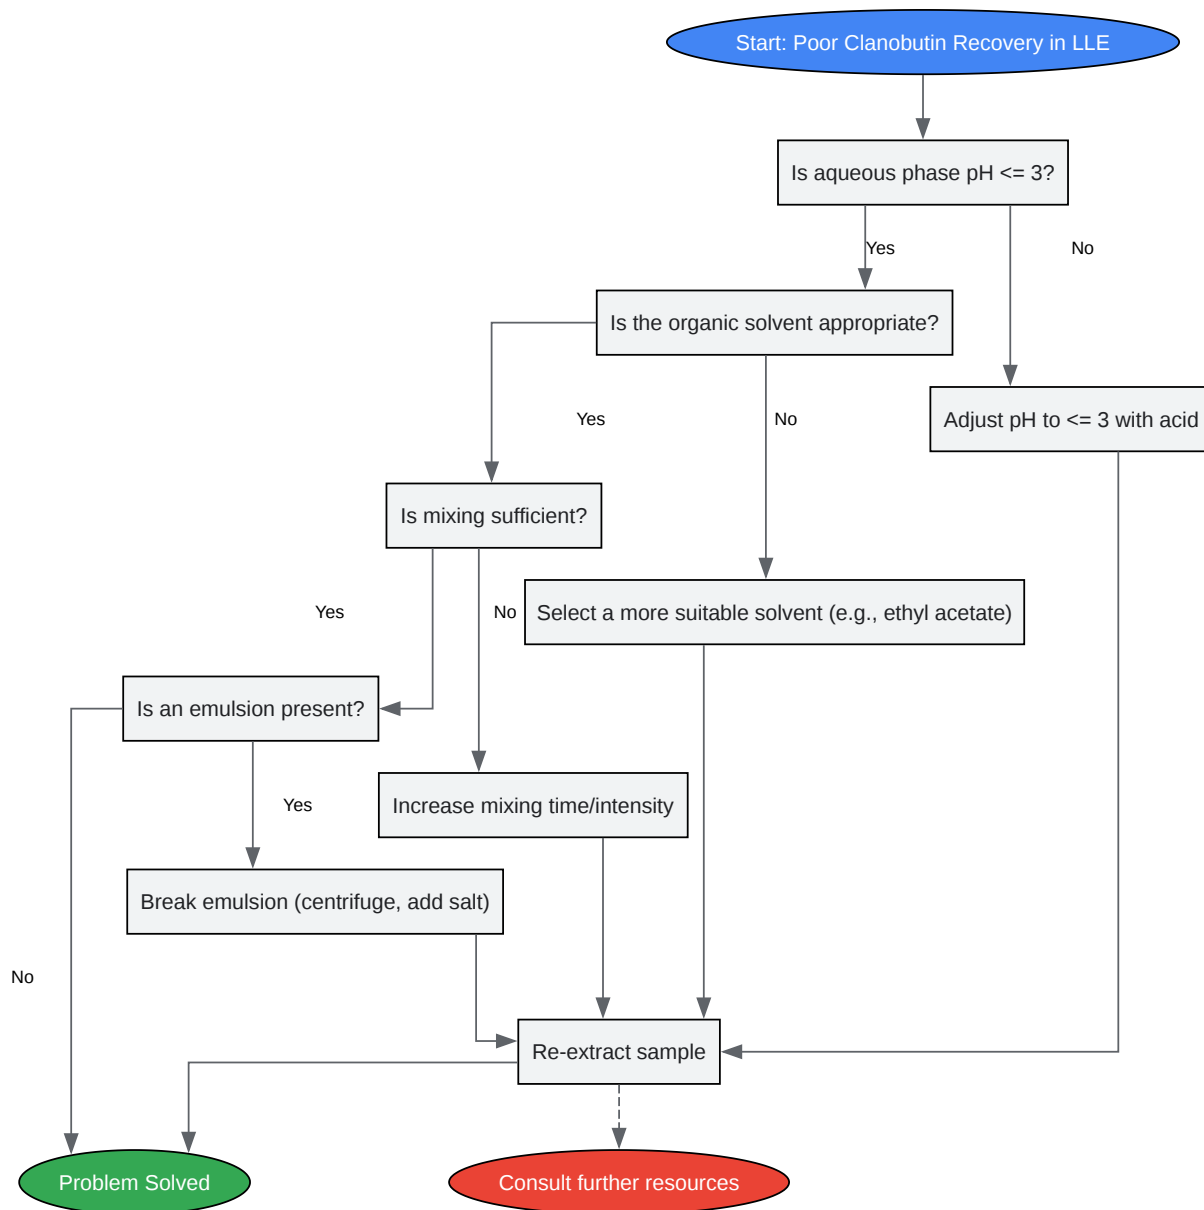 Start: Poor Clanobutin Recovery in LLE
Is aqueous phase pH <= 3?
Yes
No
Is the organic solvent appropriate?
Yes
No
Adjust pH to <= 3 with acid
Is mixing sufficient?
Yes
No
Select a more suitable solvent (e.g., ethyl acetate)
Is an emulsion present?
Yes
Increase mixing time/intensity
Break emulsion (centrifuge, add salt)
No
Re-extract sample
Problem Solved
Consult further resources